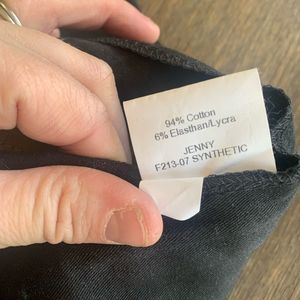 94% Cotton
6% Elasthan/Lycra
JENNY
F213-07 SYNTHETIC